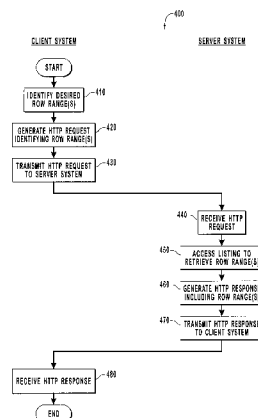 400
CLIENT SYSTEM
SERVER SYSTEM
START
IDENTIFY DESIRED
ROW RANGE(S)
410
GENERATE HTTP REQUEST
IDENTIFYING ROW RANGE(S)
420
TRANSMIT HTTP REQUEST
TO SERVER SYSTEM
430
440
RECEIVE HTTP
REQUEST
450
ACCESS LISTING TO
RETRIEVE ROW RANGE(S)
460
GENERATE HTTP RESPONSE
INCLUDING ROW RANGE(S)
470
TRANSMIT HTTP RESPONSE
TO CLIENT SYSTEM
RECEIVE HTTP RESPONSE
480
END